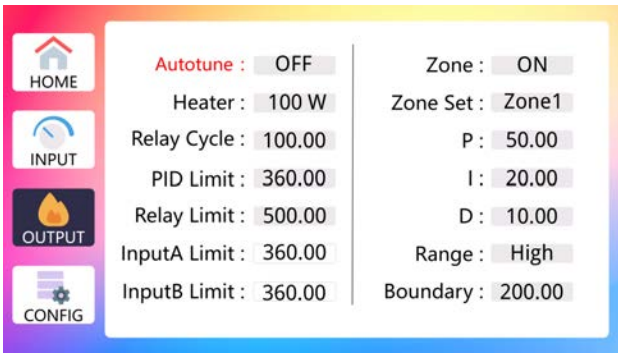 HOME
INPUT
OUTPUT
CONFIG
Autotune : OFF
Heater : 100 W
Relay Cycle : 100.00
PID Limit : 360.00
Relay Limit : 500.00
InputA Limit : 360.00
InputB Limit : 360.00
Zone : ON
Zone Set : Zone1
P : 50.00
I : 20.00
D : 10.00
Range : High
Boundary : 200.00